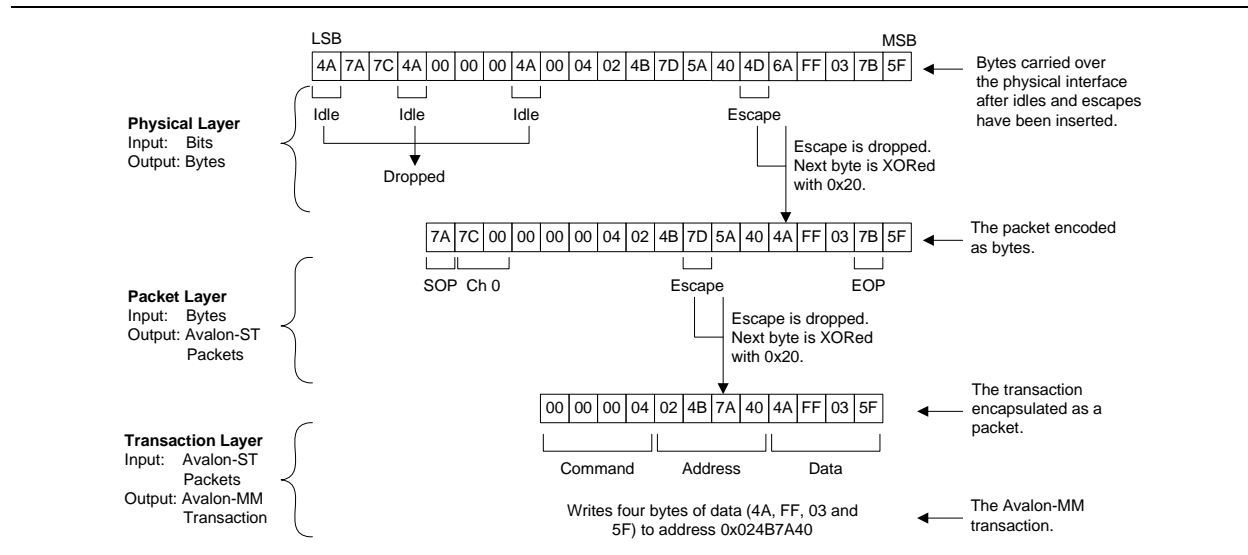 LSB
MSB
4A 7A 7C 4A 00 00 00 4A 00 04 02 4B 7D 5A 40 4D 6A FF 03 7B 5F
Bytes carried over
the physical interface
after idles and escapes
have been inserted.
Idle
Idle
Idle
Escape
Physical Layer
Input: Bits
Output: Bytes
Dropped
Escape is dropped.
Next byte is XORed
with 0x20.
7A 7C 00 00 00 00 04 02 4B 7D 5A 40 4A FF 03 7B 5F
The packet encoded
as bytes.
SOP
Ch 0
Escape
EOP
Packet Layer
Input: Bytes
Output: Avalon-ST
Packets
Escape is dropped.
Next byte is XORed
with 0x20.
00 00 00 04 02 4B 7A 40 4A FF 03 5F
The transaction
encapsulated as a
packet.
Transaction Layer
Input: Avalon-ST
Packets
Output: Avalon-MM
Transaction
Command
Address
Data
Writes four bytes of data (4A, FF, 03 and
5F) to address 0x024B7A40
The Avalon-MM
transaction.